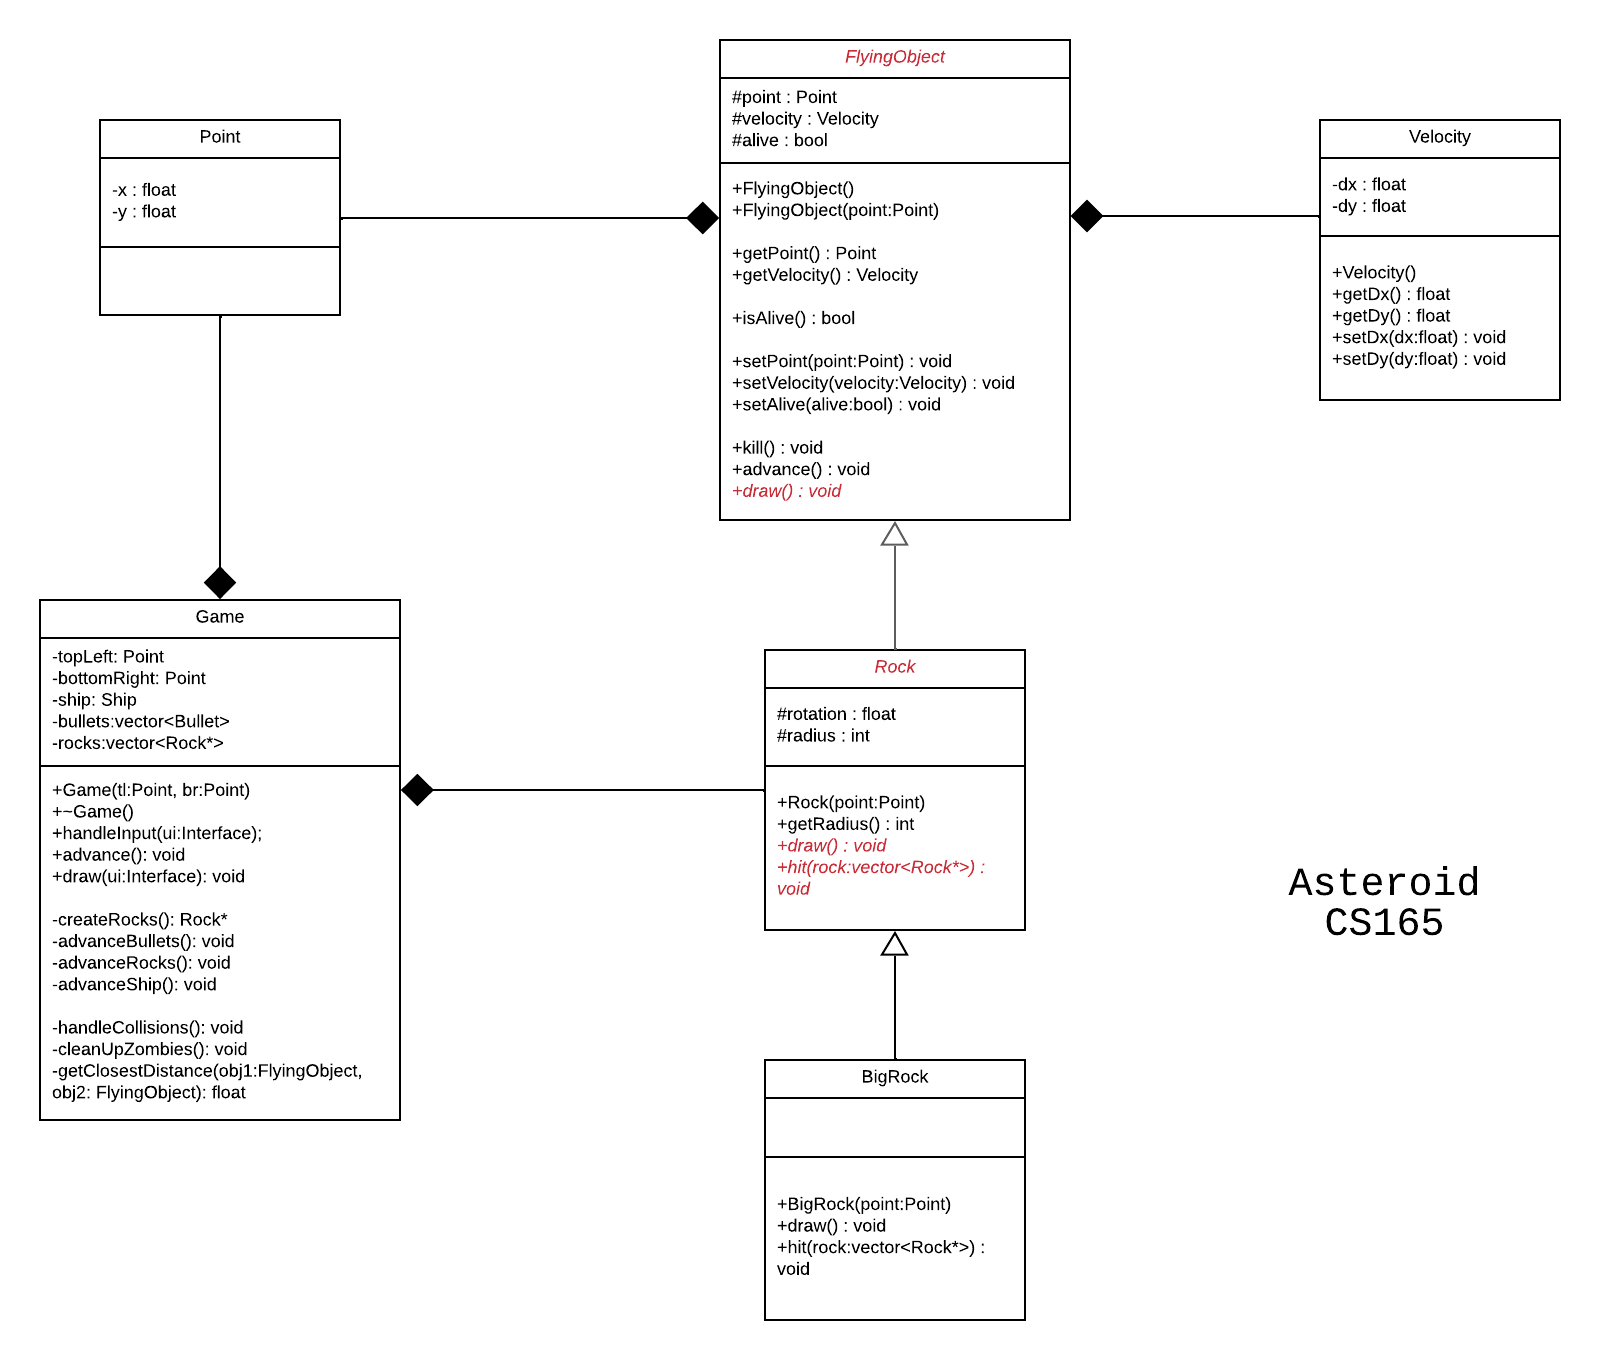 FlyingObject
#point : Point
#velocity : Velocity
#alive : bool
+FlyingObject()
+FlyingObject(point:Point)
+getPoint() : Point
+getVelocity() : Velocity
+isAlive() : bool
+setPoint(point:Point) : void
+setVelocity(velocity:Velocity) : void
+setAlive(alive:bool) : void
+kill() : void
+advance() : void
+draw() : void
Point
-x : float
-y : float
Velocity
-dx : float
-dy : float
+Velocity()
+getDx() : float
+getDy() : float
+setDx(dx:float) : void
+setDy(dy:float) : void
Game
-topLeft: Point
-bottomRight: Point
-ship: Ship
-bullets:vector<Bullet>
-rocks:vector<Rock*>
+Game(tl:Point, br:Point)
+~Game()
+handleInput(ui:Interface);
+advance(): void
+draw(ui:Interface): void
-createRocks(): Rock*
-advanceBullets(): void
-advanceRocks(): void
-advanceShip(): void
-handleCollisions(): void
-cleanUpZombies(): void
-getClosestDistance(obj1:FlyingObject,
obj2: FlyingObject): float
Rock
#rotation : float
#radius : int
+Rock(point:Point)
+getRadius() : int
+draw() : void
+hit(rock:vector<Rock*>) :
void
Asteroid
CS165
BigRock
+BigRock(point:Point)
+draw() : void
+hit(rock:vector<Rock*>) :
void